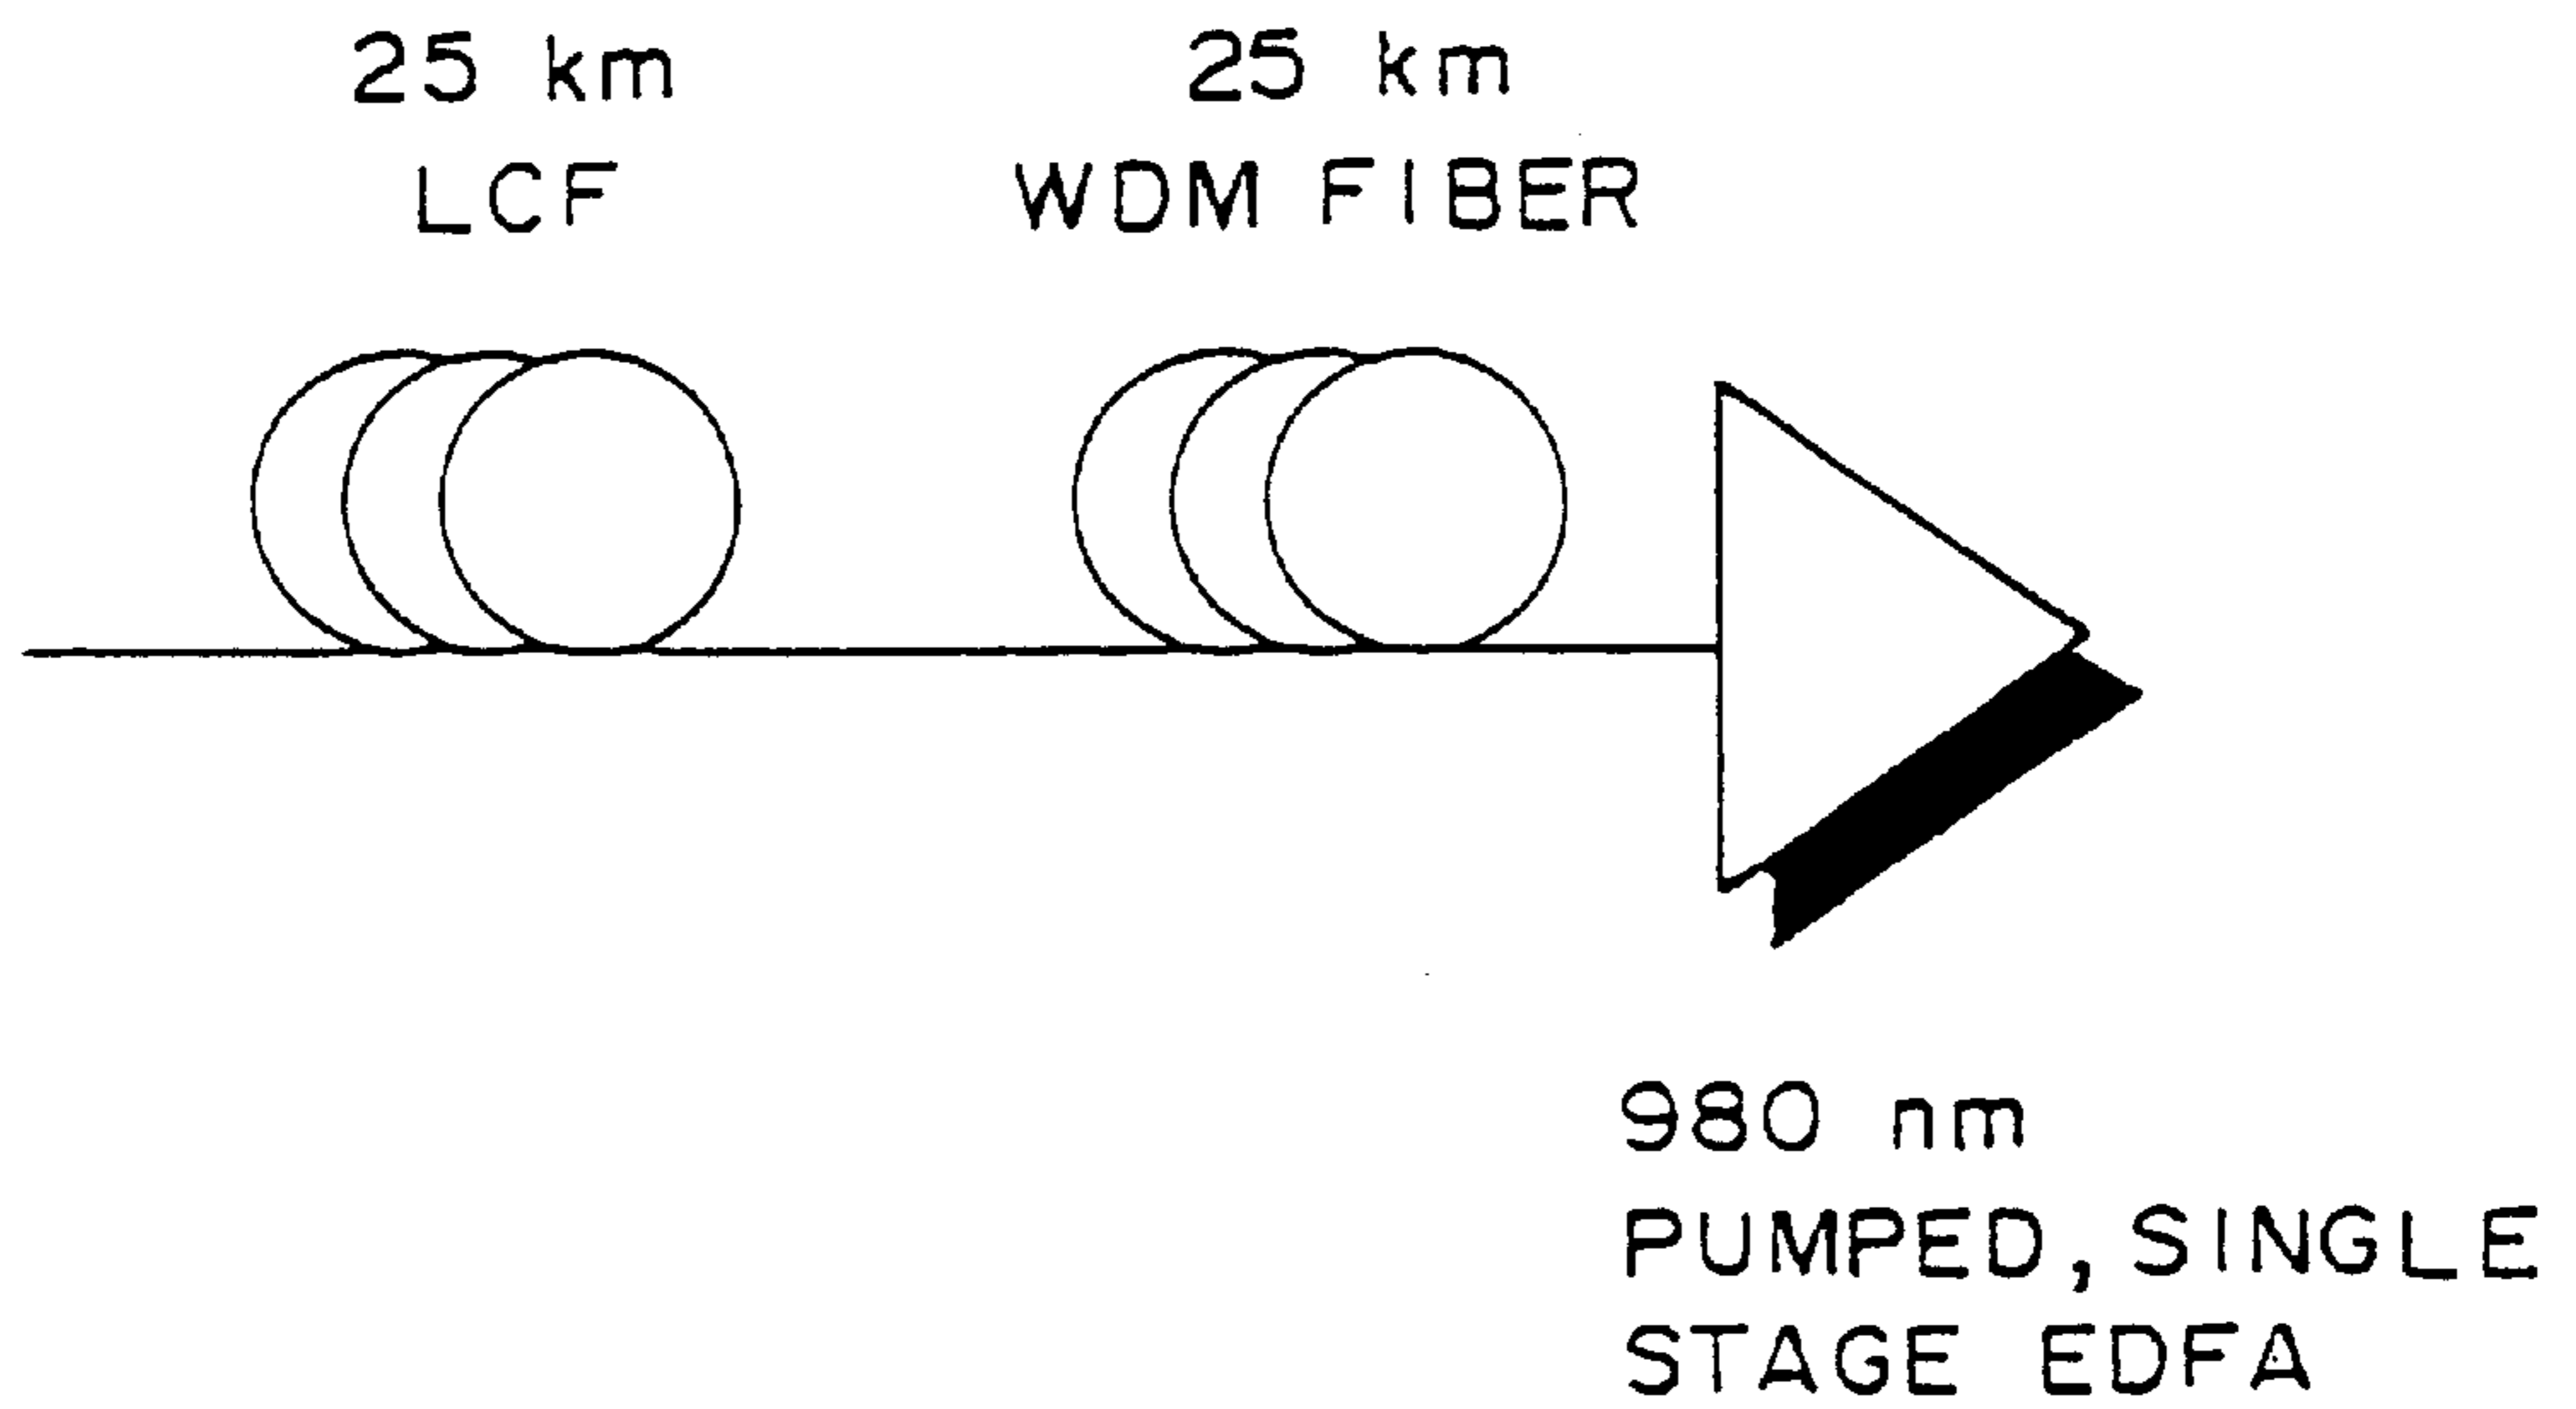 25 km
LCF
25 km
WDM FIBER
980 nm
PUMPED, SINGLE
STAGE EDFA